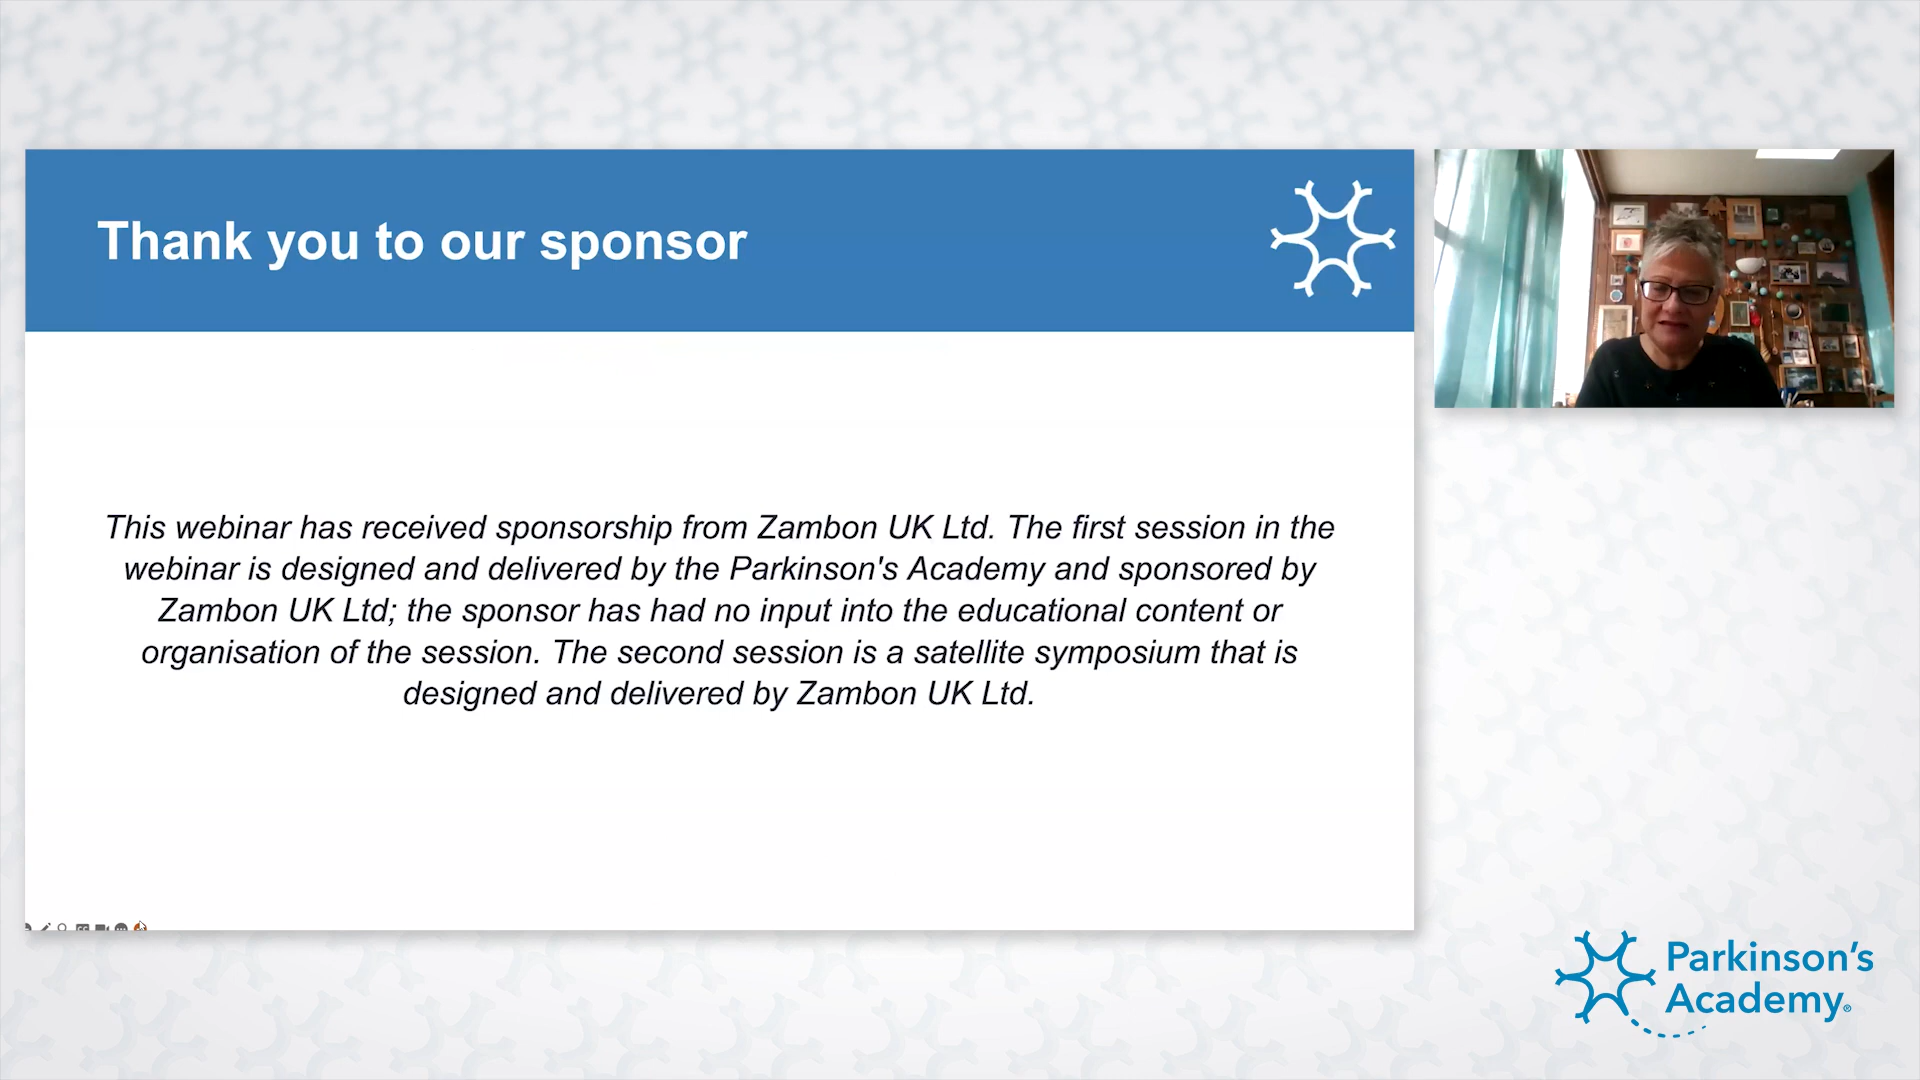 Thank you to our sponsor
This webinar has received sponsorship from Zambon UK Ltd. The first session in the
webinar is designed and delivered by the Parkinson's Academy and sponsored by
Zambon UK Ltd; the sponsor has had no input into the educational content or
organisation of the session. The second session is a satellite symposium that is
designed and delivered by Zambon UK Ltd.
Parkinson’s
Academy®